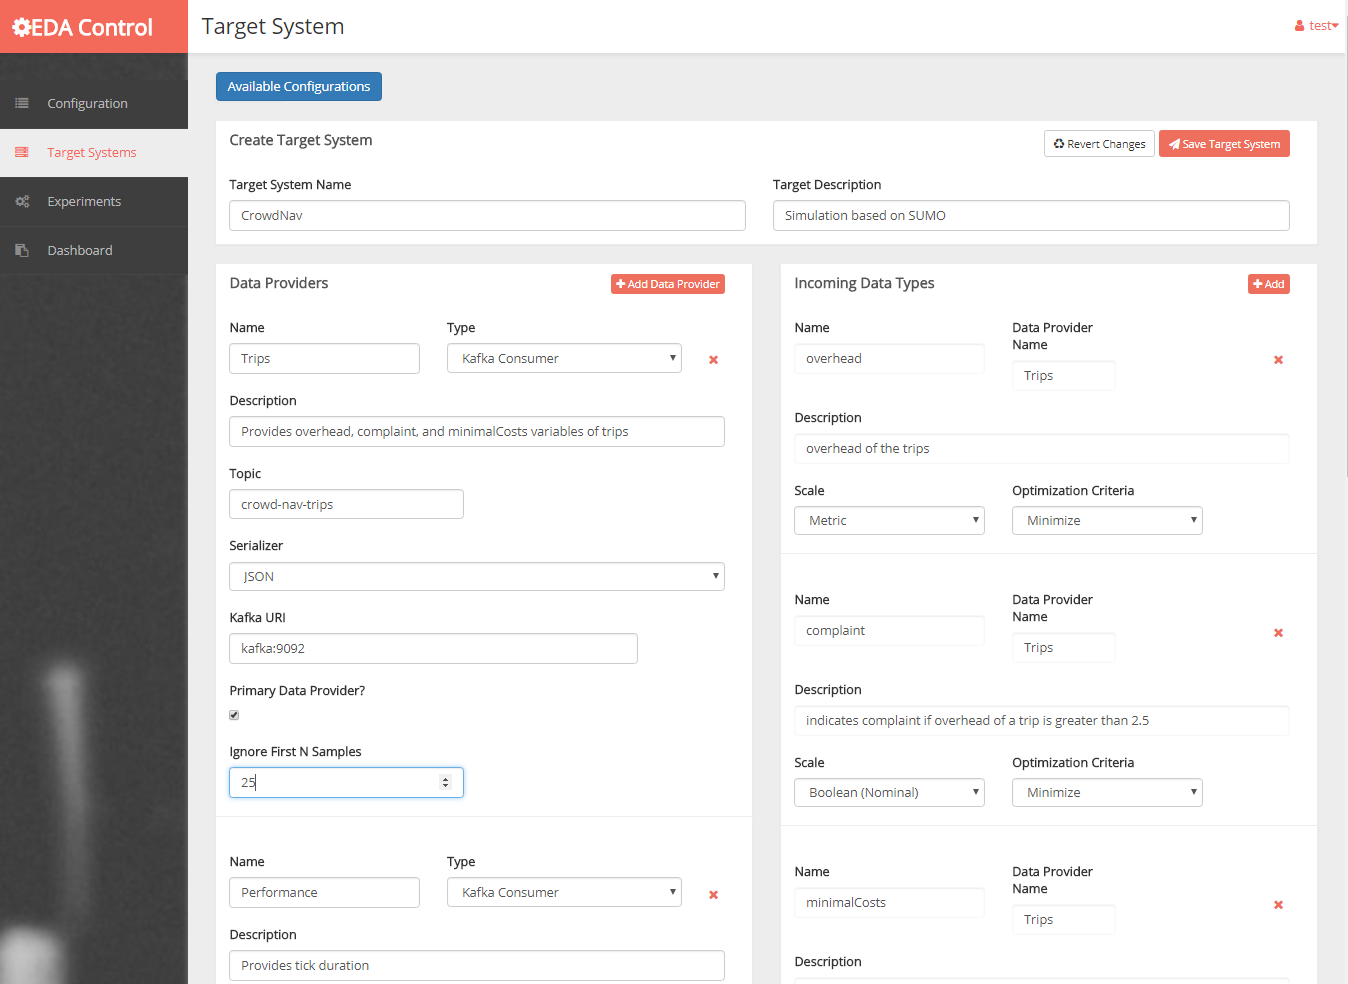 EDA Control
Target System
test
Configuration
Target Systems
Experiments
Dashboard
Available Configurations
Create Target System
Revert Changes
Save Target System
Target System Name
Target Description
CrowdNav
Simulation based on SUMO
Data Providers
Add Data Provider
Name
Type
Trips
Kafka Consumer
Description
Provides overhead, complaint, and minimalCosts variables of trips
Topic
crowd-nav-trips
Serializer
JSON
Kafka URI
kafka:9092
Primary Data Provider?
Ignore First N Samples
25
Name
Type
Performance
Kafka Consumer
Description
Provides tick duration
Incoming Data Types
Add
Name
Data Provider
Name
overhead
Trips
Description
overhead of the trips
Scale
Optimization Criteria
Metric
Minimize
Name
Data Provider
Name
complaint
Trips
Description
indicates complaint if overhead of a trip is greater than 2.5
Scale
Optimization Criteria
Boolean (Nominal)
Minimize
Name
Data Provider
Name
minimalCosts
Trips
Description